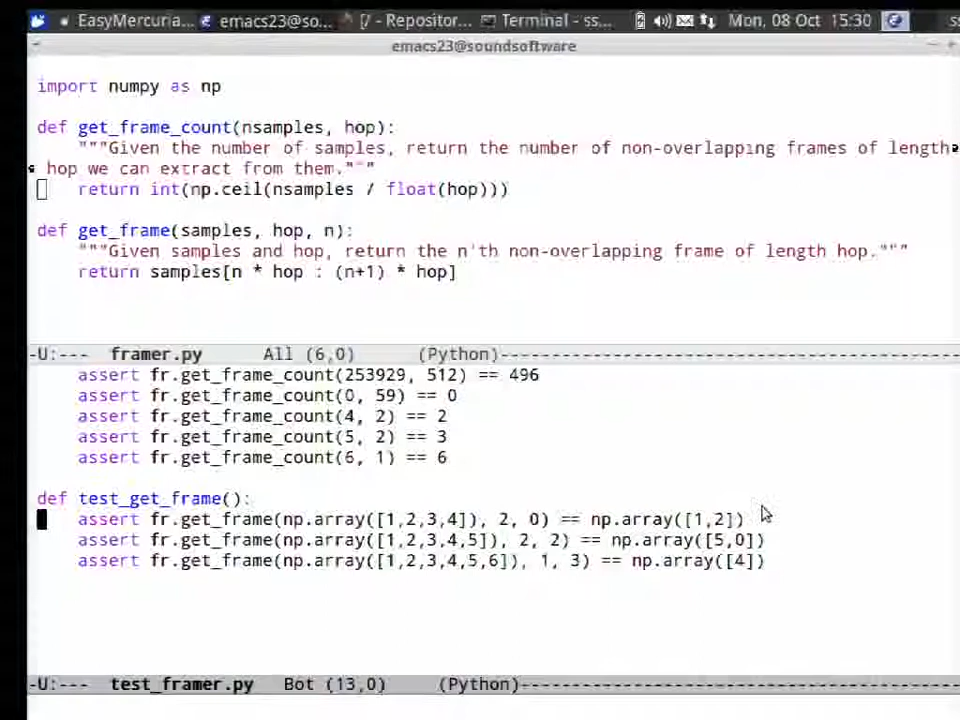 EasyMercuria... emacs23@so... [/ - Repositor... Terminal - ss... Mon, 08 Oct 15:30
emacs23@soundsoftware
import numpy as np
def get_frame_count(nsamples, hop):
"""Given the number of samples, return the number of non-overlapping frames of length
hop we can extract from them."""
return int(np.ceil(nsamples / float(hop)))
def get_frame(samples, hop, n):
"""Given samples and hop, return the n'th non-overlapping frame of length hop."""
return samples[n * hop : (n+1) * hop]
-U:--- framer.py All (6,0) (Python)----------------------------------------
assert fr.get_frame_count(253929, 512) == 496
assert fr.get_frame_count(0, 59) == 0
assert fr.get_frame_count(4, 2) == 2
assert fr.get_frame_count(5, 2) == 3
assert fr.get_frame_count(6, 1) == 6
def test_get_frame():
assert fr.get_frame(np.array([1,2,3,4]), 2, 0) == np.array([1,2])
assert fr.get_frame(np.array([1,2,3,4,5]), 2, 2) == np.array([5,0])
assert fr.get_frame(np.array([1,2,3,4,5,6]), 1, 3) == np.array([4])
-U:--- test_framer.py Bot (13,0) (Python)----------------------------------------